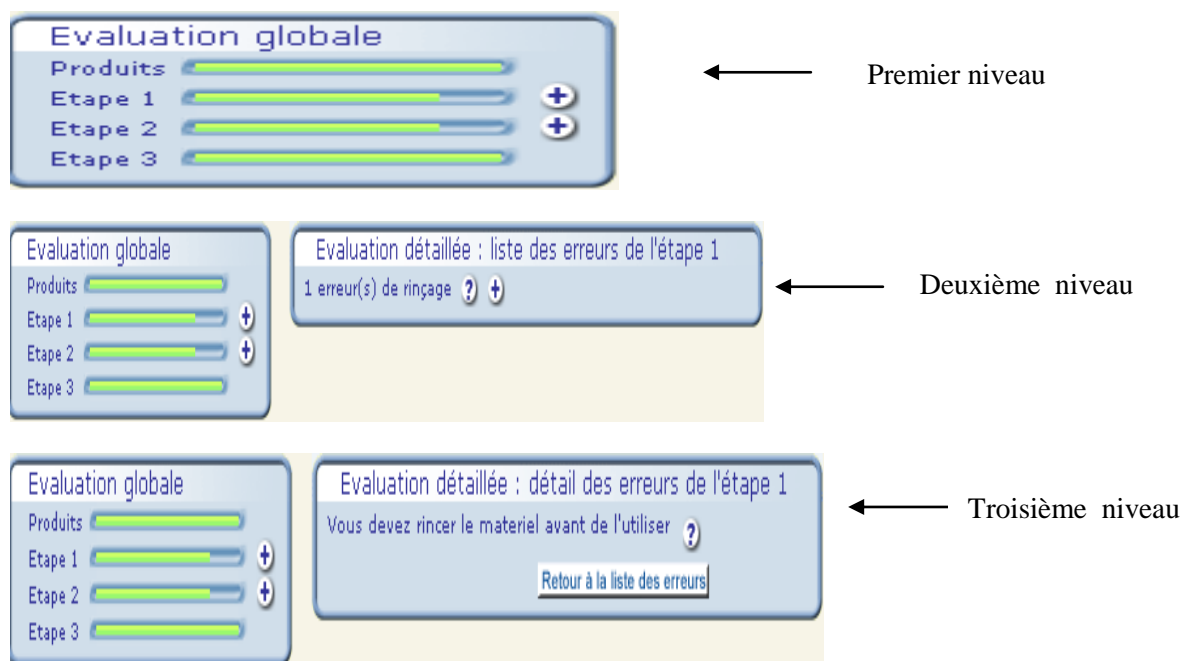 Evaluation globale
Produits
Etape 1
Etape 2
Etape 3
Premier niveau
Evaluation globale
Produits
Etape 1
Etape 2
Etape 3
Evaluation détaillée : liste des erreurs de l'étape 1
1 erreur(s) de rinçage ? +
Deuxième niveau
Evaluation globale
Produits
Etape 1
Etape 2
Etape 3
Evaluation détaillée : détail des erreurs de l'étape 1
Vous devez rincer le materiel avant de l'utiliser ?
Retour à la liste des erreurs
Troisième niveau